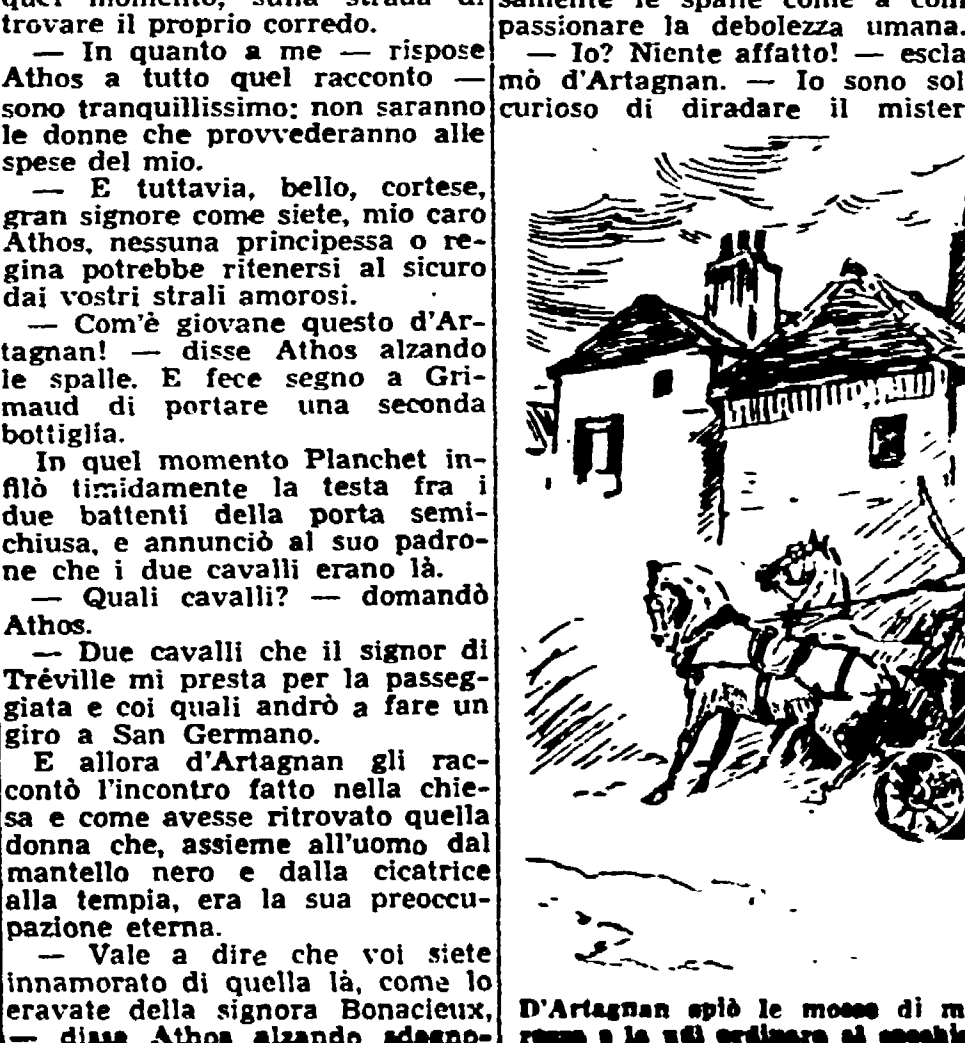 quel momento, sulla strada di
trovare il proprio corredo.
— In quanto a me — rispose
Athos a tutto quel racconto —
sono tranquillissimo: non saranno
le donne che provvederanno alle
spese del mio.
— E tuttavia, bello, cortese,
gran signore come siete, mio caro
Athos, nessuna principessa o re-
gina potrebbe ritenersi al sicuro
dai vostri strali amorosi.
— Com'è giovane questo d'Ar-
tagnan! — disse Athos alzando
le spalle. E fece segno a Gri-
maud di portare una seconda
bottiglia.
In quel momento Planchet in-
filò timidamente la testa fra i
due battenti della porta semi-
chiusa, e annunciò al suo padro-
ne che i due cavalli erano là.
— Quali cavalli? — domandò
Athos.
— Due cavalli che il signor di
Tréville mi presta per la passeg-
giata e coi quali andrò a fare un
giro a San Germano.
E allora d'Artagnan gli rac-
contò l'incontro fatto nella chie-
sa e come avesse ritrovato quella
donna che, assieme all'uomo dal
mantello nero e dalla cicatrice
alla tempia, era la sua preoccu-
pazione eterna.
— Vale a dire che voi siete
innamorato di quella là, come lo
eravate della signora Bonacieux,
— disse Athos alzando sdegno-
samente le spalle come a com
passionare la debolezza umana.
— Io? Niente affatto! — escla
mò d'Artagnan. — Io sono sol
curioso di diradare il mister
D'Artagnan spiò le mosse di m
e la udì ordinare al